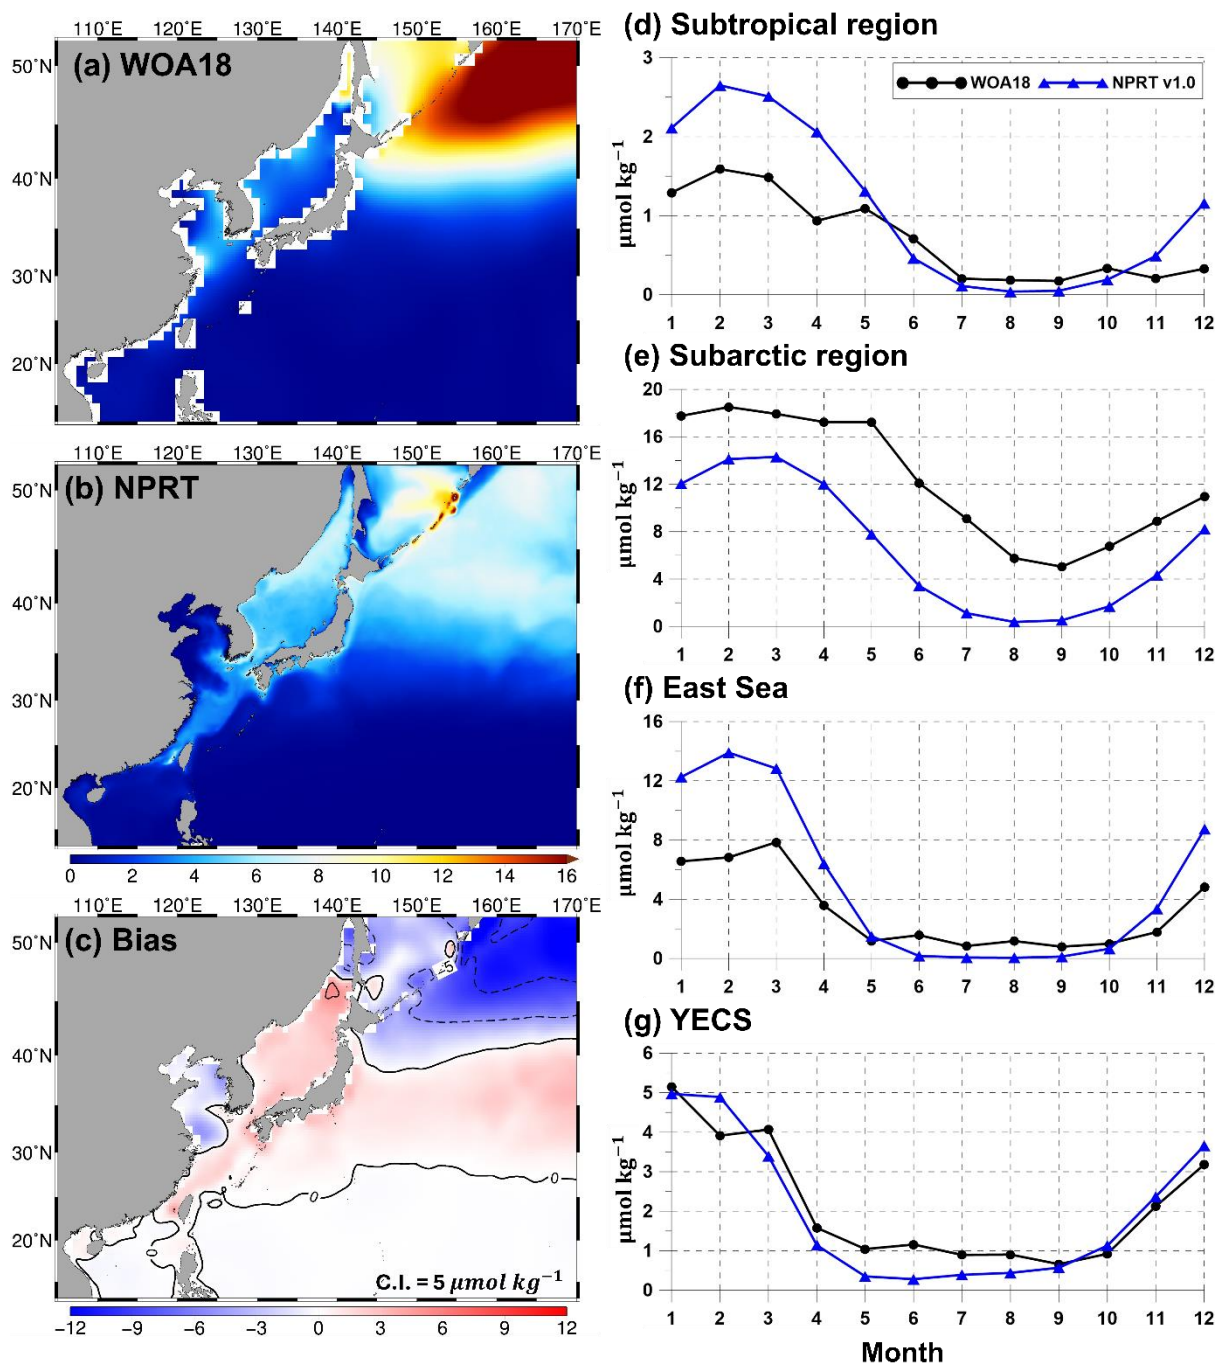 110°E 120°E 130°E 140°E 150°E 160°E 170°E
(a) WOA18
50°N
40°N
30°N
20°N
110°E 120°E 130°E 140°E 150°E 160°E 170°E
(b) NPRT
50°N
40°N
30°N
20°N
0 2 4 6 8 10 12 14 16
110°E 120°E 130°E 140°E 150°E 160°E 170°E
(c) Bias
50°N
40°N
30°N
20°N
-5
0
C.I. = 5 μmol kg⁻¹
−12 −9 −6 −3 0 3 6 9 12
(d) Subtropical region
WOA18 NPRT v1.0
μmol kg⁻¹
3
2
1
0
1 2 3 4 5 6 7 8 9 10 11 12
(e) Subarctic region
μmol kg⁻¹
20
16
12
8
4
0
1 2 3 4 5 6 7 8 9 10 11 12
(f) East Sea
μmol kg⁻¹
16
12
8
4
0
1 2 3 4 5 6 7 8 9 10 11 12
(g) YECS
μmol kg⁻¹
6
5
4
3
2
1
0
1 2 3 4 5 6 7 8 9 10 11 12
Month